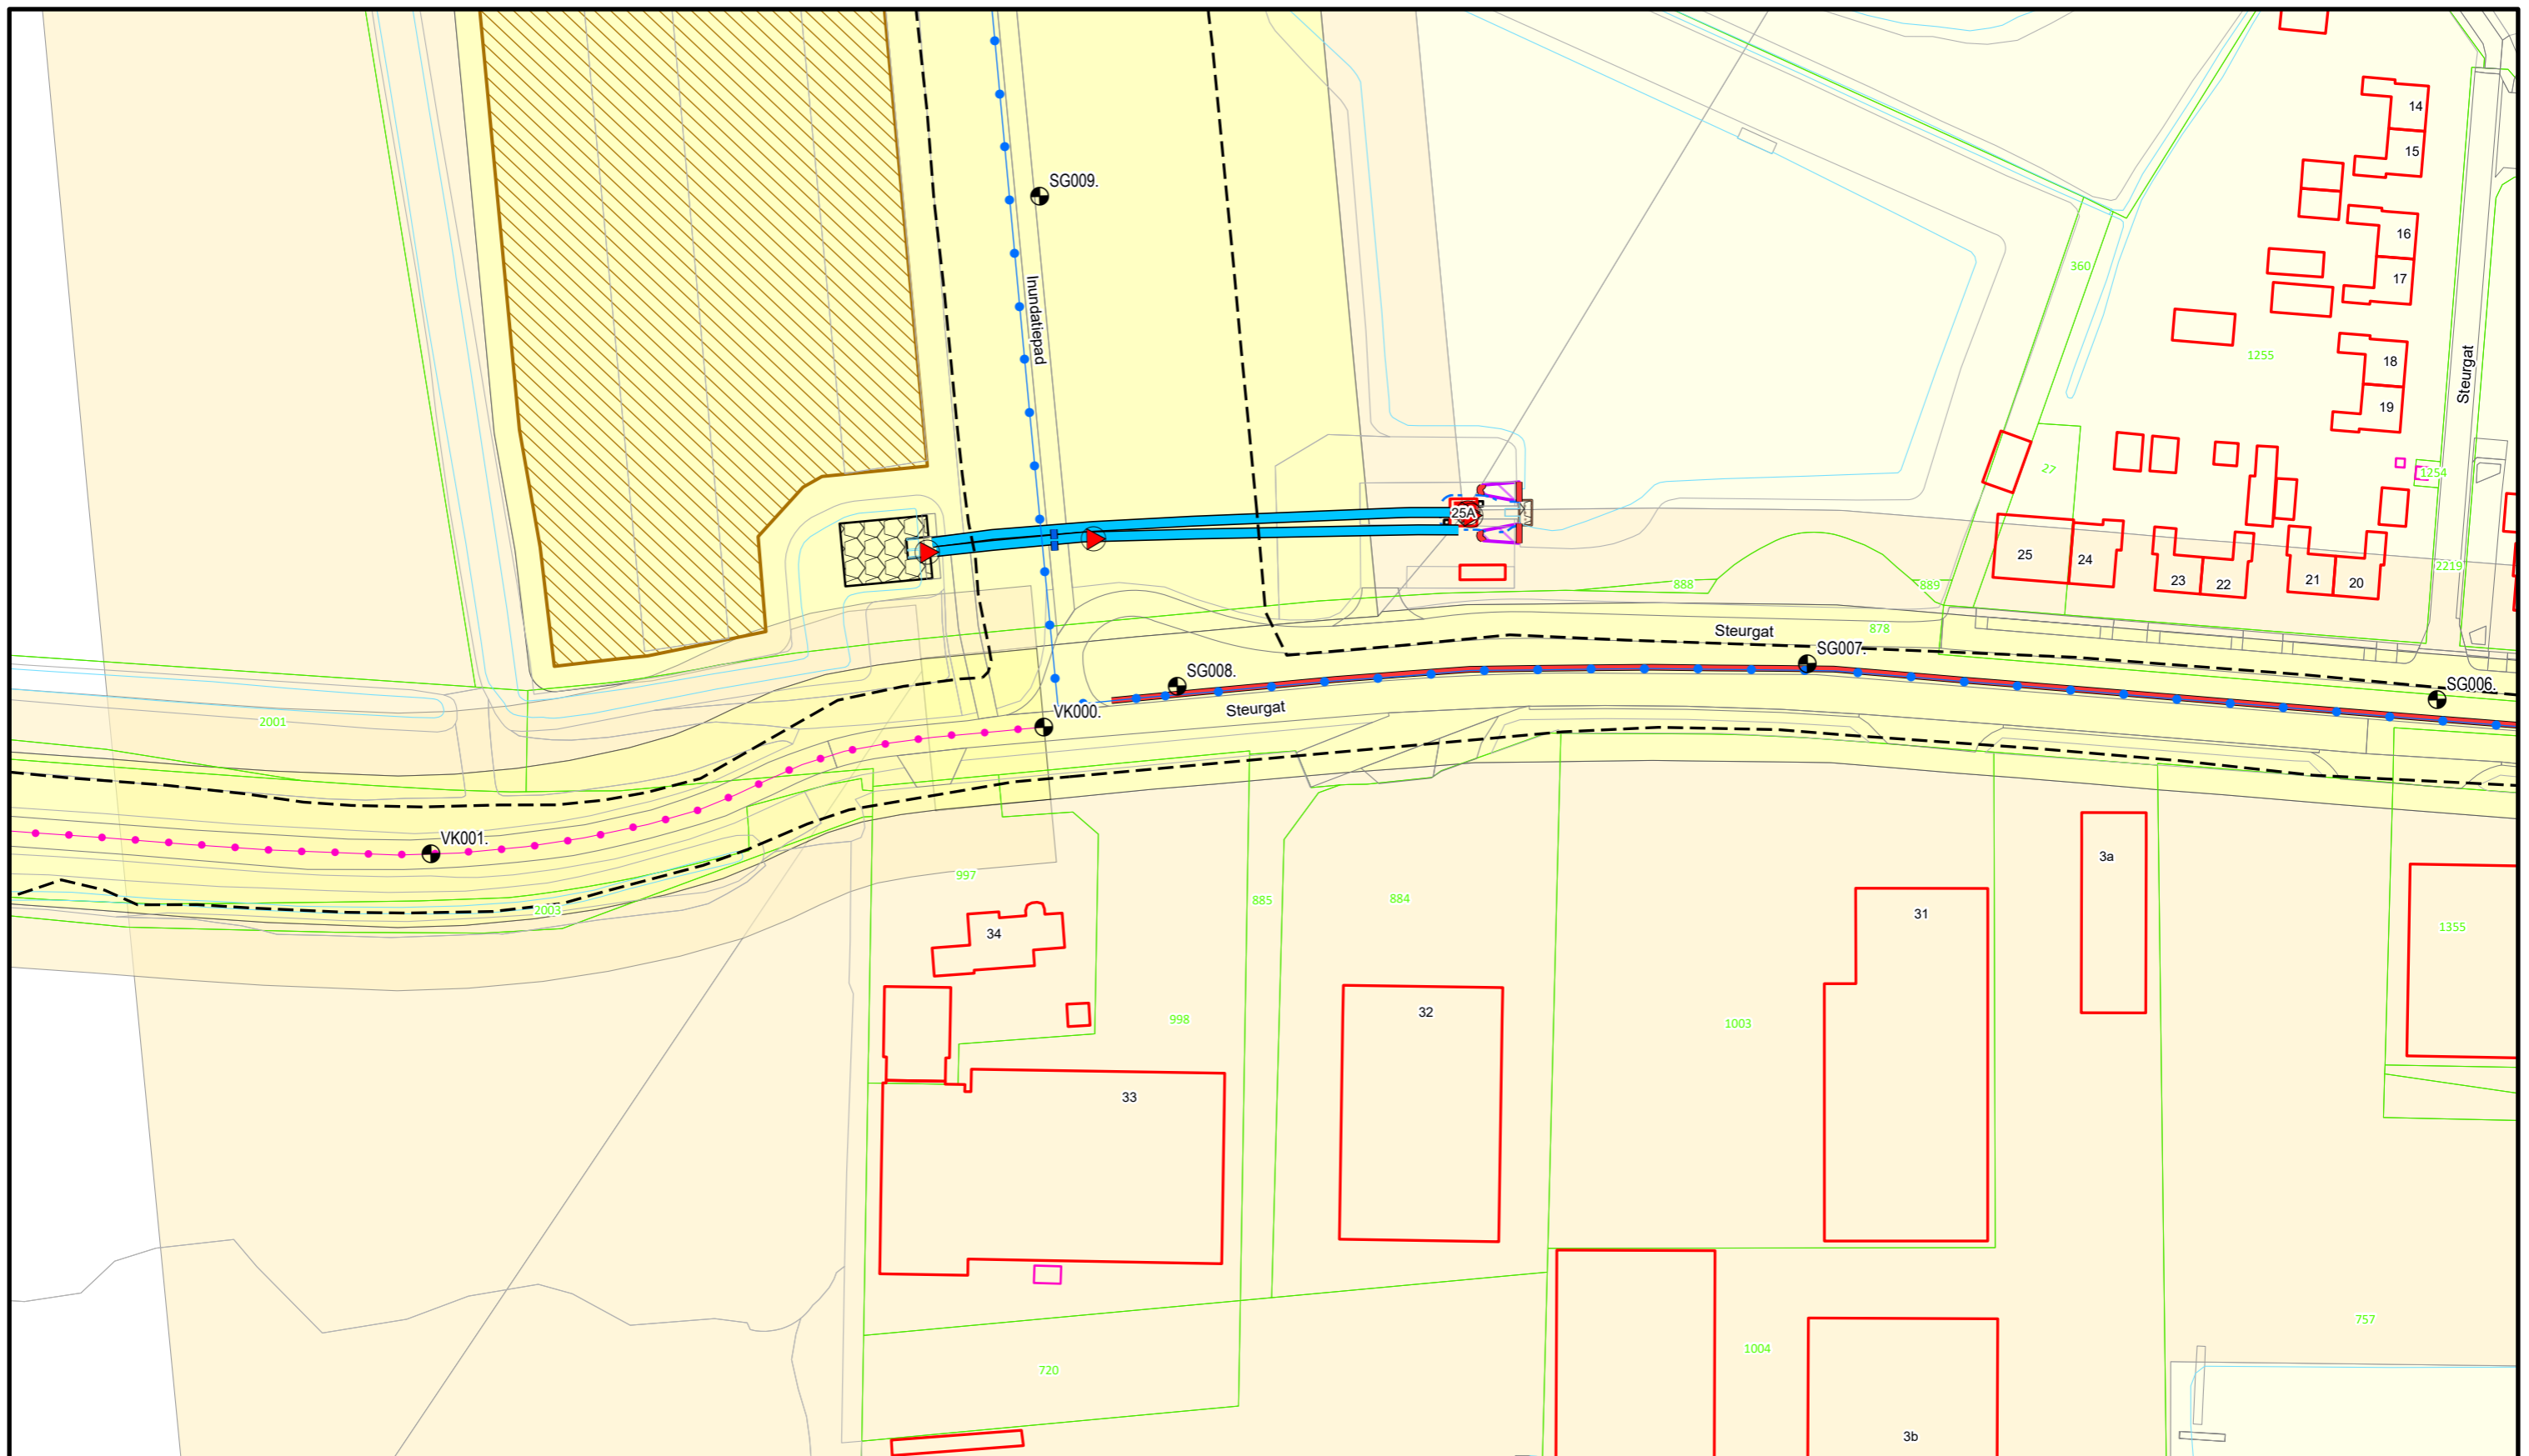 14
15
SG009.
16
360
17
Inundatiepad
1255
18
Steurgat
19
27
1254
25A
25
24
23
22
21
20
2219
888
889
878
Steurgat
SG007.
SG008.
SG006.
Steurgat
VK000.
2001
VK001.
3a
997
885
884
2003
31
1355
34
998
32
1003
33
757
1004
720
3b